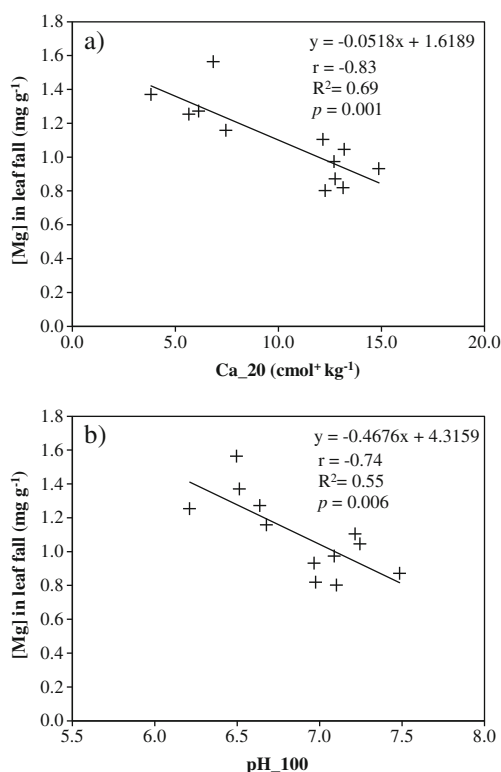 a)
y = -0.0518x + 1.6189
r = -0.83
R²= 0.69
p = 0.001
1.8
1.6
1.4
1.2
1.0
0.8
0.6
0.4
0.2
0.0
[Mg] in leaf fall (mg g⁻¹)
0.0 5.0 10.0 15.0 20.0
Ca_20 (cmol⁺ kg⁻¹)
b)
y = -0.4676x + 4.3159
r = -0.74
R²= 0.55
p = 0.006
1.8
1.6
1.4
1.2
1.0
0.8
0.6
0.4
0.2
0.0
[Mg] in leaf fall (mg g⁻¹)
5.5 6.0 6.5 7.0 7.5 8.0
pH_100